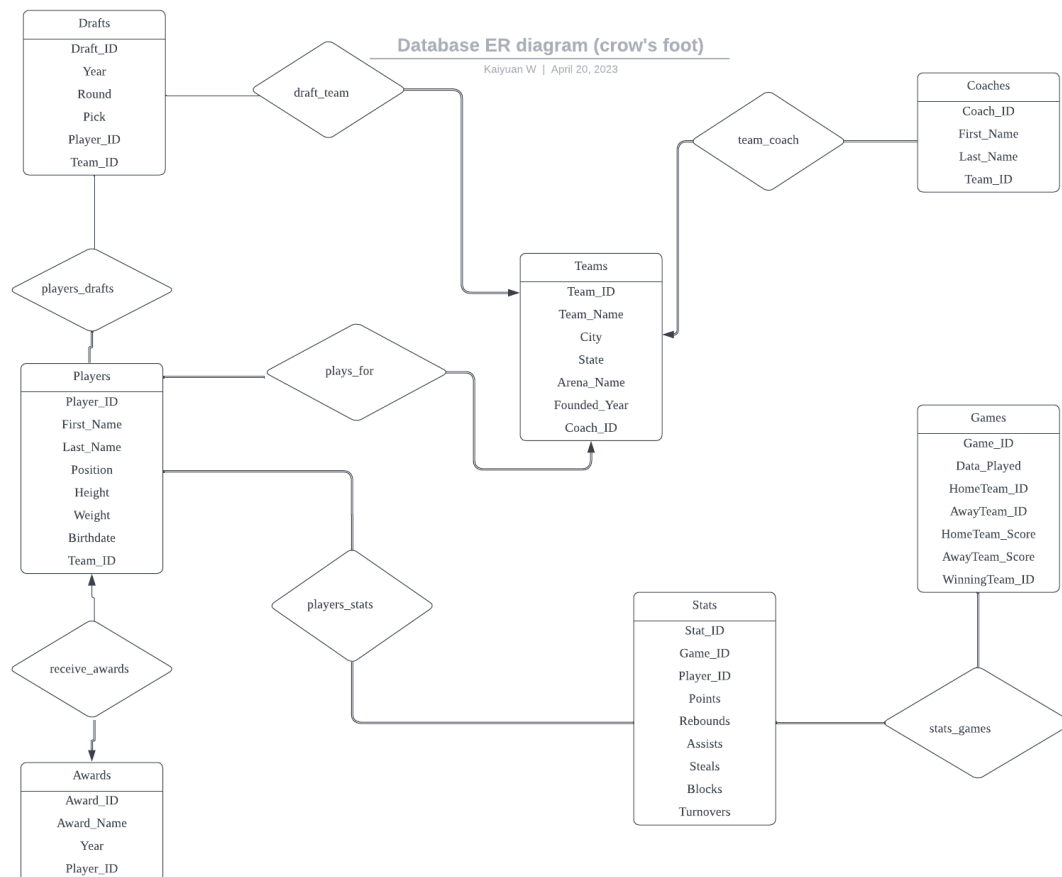 Database ER diagram (crow's foot)
Kaiyuan W | April 20, 2023
Drafts
Draft_ID
Year
Round
Pick
Player_ID
Team_ID
draft_team
team_coach
Coaches
Coach_ID
First_Name
Last_Name
Team_ID
players_drafts
Teams
Team_ID
Team_Name
City
State
Arena_Name
Founded_Year
Coach_ID
plays_for
Players
Player_ID
First_Name
Last_Name
Position
Height
Weight
Birthdate
Team_ID
Games
Game_ID
Data_Played
HomeTeam_ID
AwayTeam_ID
HomeTeam_Score
AwayTeam_Score
WinningTeam_ID
players_stats
Stats
Stat_ID
Game_ID
Player_ID
Points
Rebounds
Assists
Steals
Blocks
Turnovers
stats_games
receive_awards
Awards
Award_ID
Award_Name
Year
Player_ID